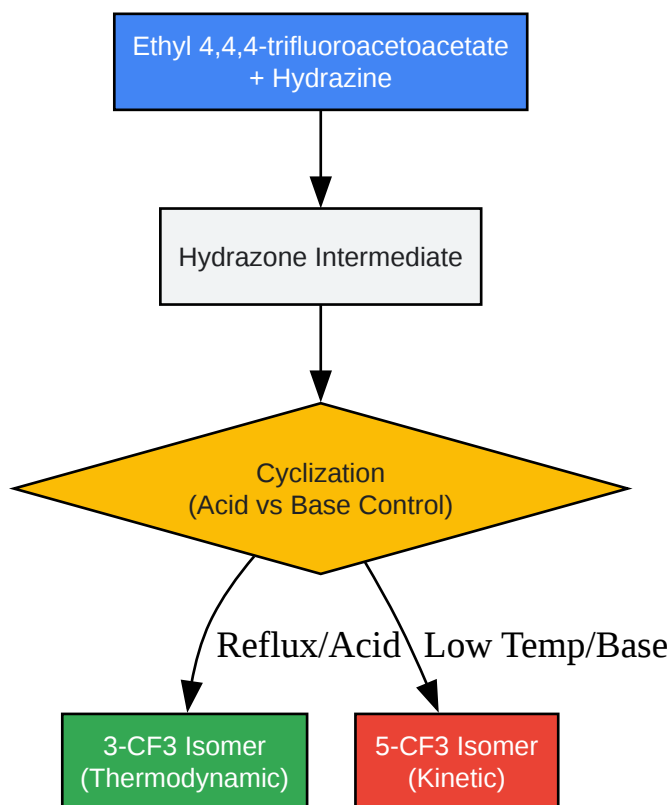 Ethyl 4,4,4-trifluoroacetoacetate
+ Hydrazine
Hydrazone Intermediate
Cyclization
(Acid vs Base Control)
Reflux/Acid
Low Temp/Base
3-CF3 Isomer
(Thermodynamic)
5-CF3 Isomer
(Kinetic)